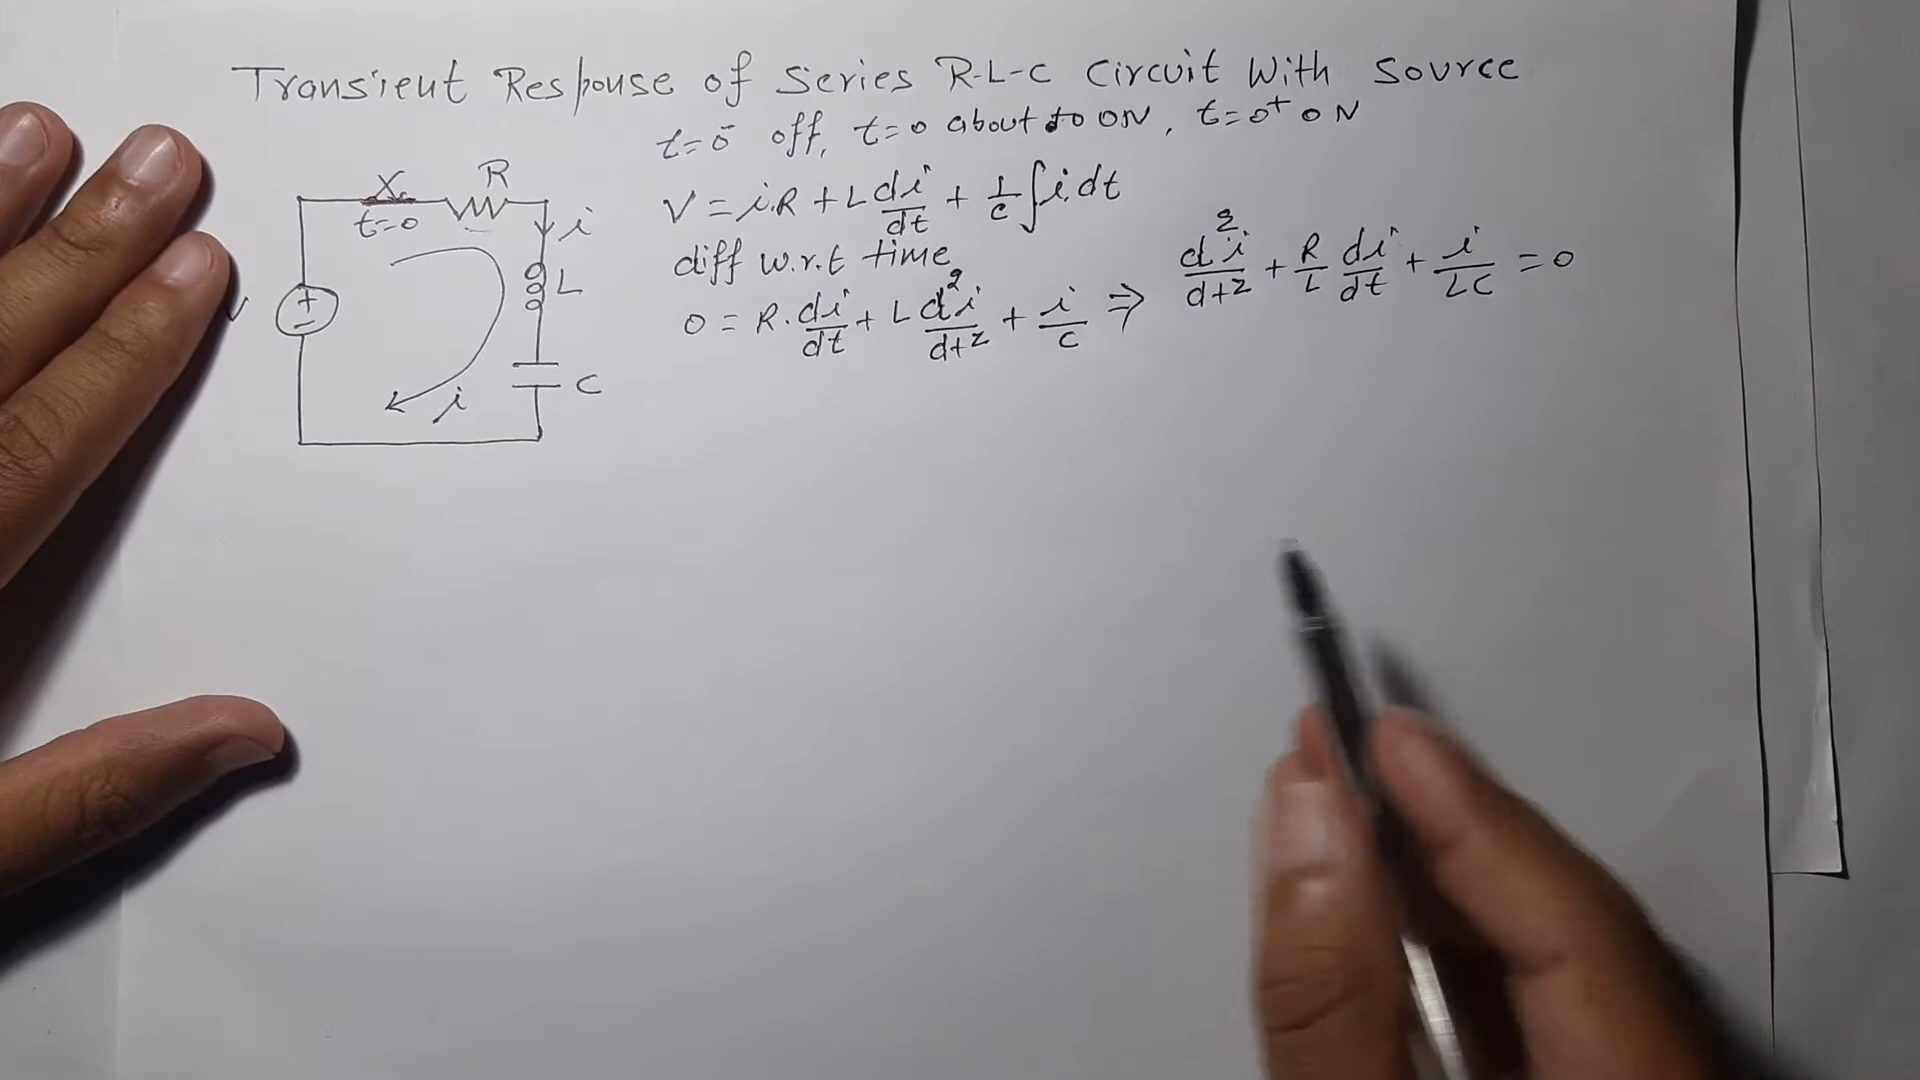 Transient Response of Series R-L-C Circuit With Source
t=0⁻ off, t=0 about to ON, t=0⁺ ON
R
t=0
i
V = i.R + L di/dt + 1/C ∫i.dt
diff w.r.t time
d²i/dt² + R/L di/dt + i/LC = 0
L
V
+
-
0 = R. di/dt + L d²i/dt² + i/C ⇒
C
i